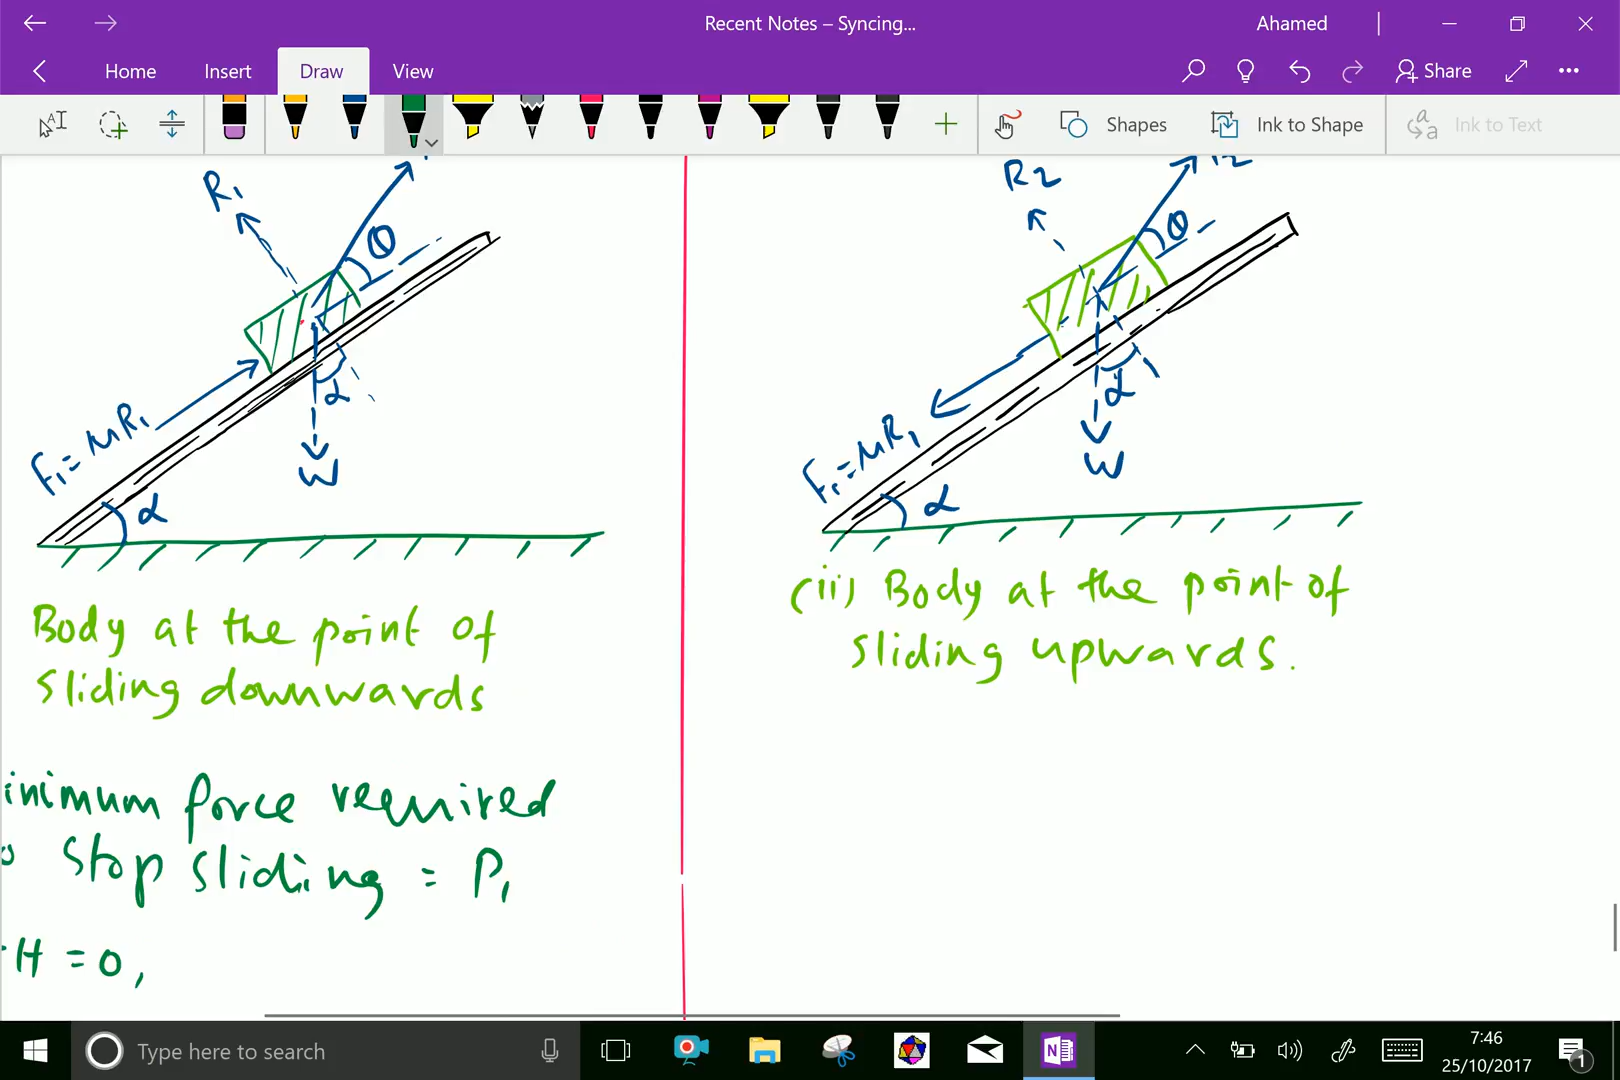 Recent Notes – Syncing...
Ahamed
Home
Insert
Draw
View
Share
Shapes
Ink to Shape
Ink to Text
R1
θ
F1 = μR1
α
W
α
Body at the point of
sliding downwards
inimum force required
o stop sliding = P1
H = 0,
R2
θ
F1 = μR1
α
W
α
(ii) Body at the point of
sliding upwards.
Type here to search
7:46
25/10/2017
1